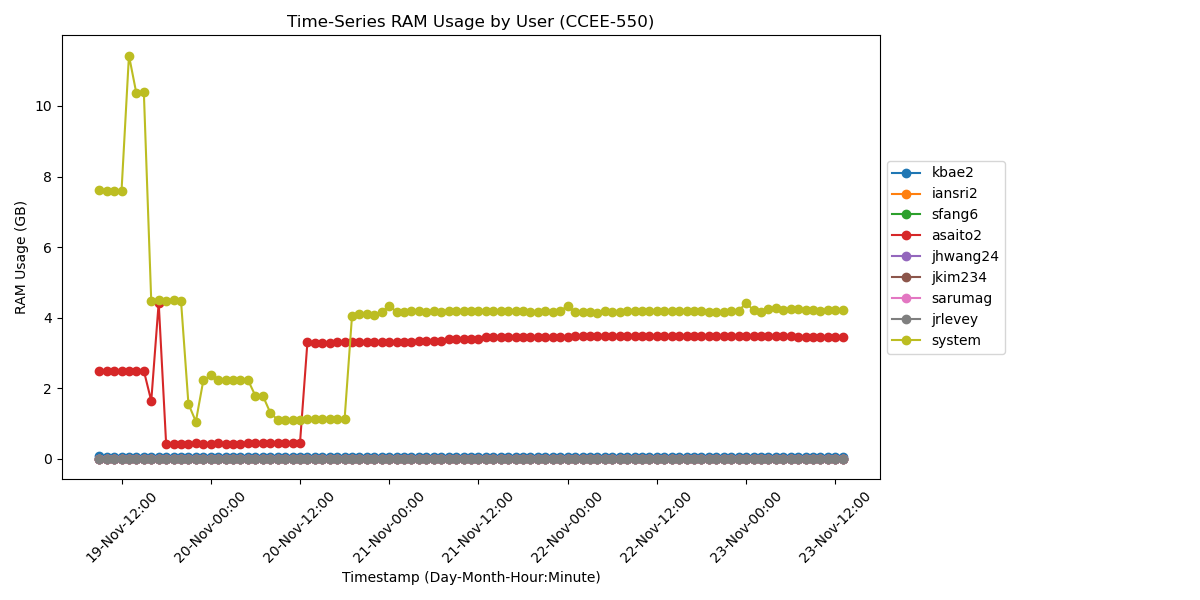 Time-Series RAM Usage by User (CCEE-550)
RAM Usage (GB)
10
8
6
4
2
0
19-Nov-12:00
20-Nov-00:00
20-Nov-12:00
21-Nov-00:00
21-Nov-12:00
22-Nov-00:00
22-Nov-12:00
23-Nov-00:00
23-Nov-12:00
Timestamp (Day-Month-Hour:Minute)
kbae2
iansri2
sfang6
asaito2
jhwang24
jkim234
sarumag
jrlevey
system